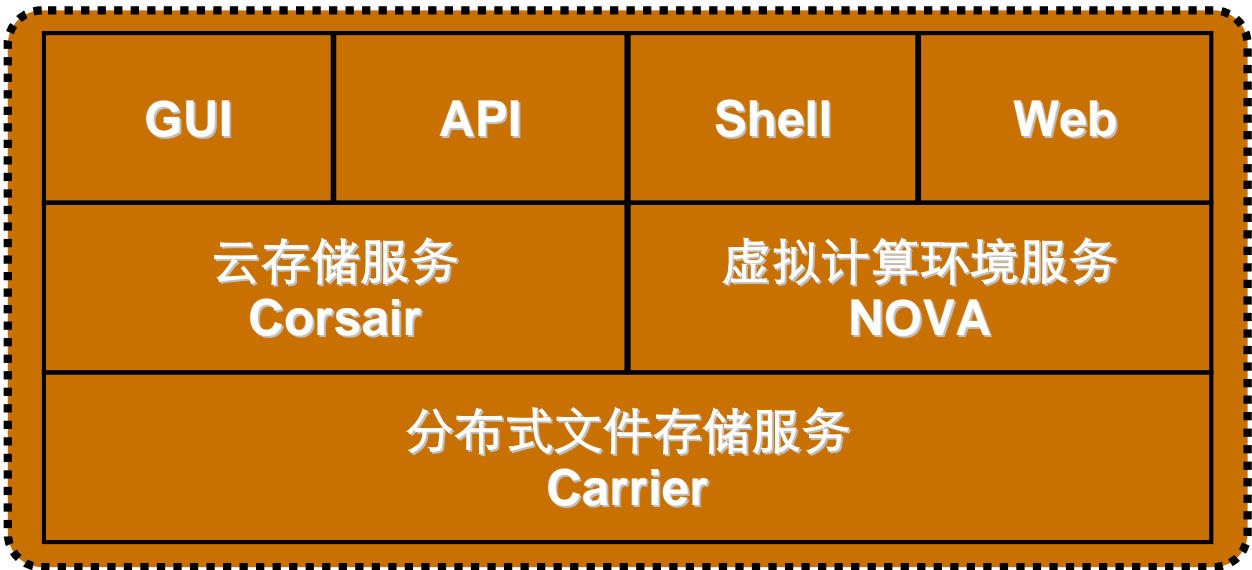 GUI
API
Shell
Web
云存储服务
Corsair
虚拟计算环境服务
NOVA
分布式文件存储服务
Carrier